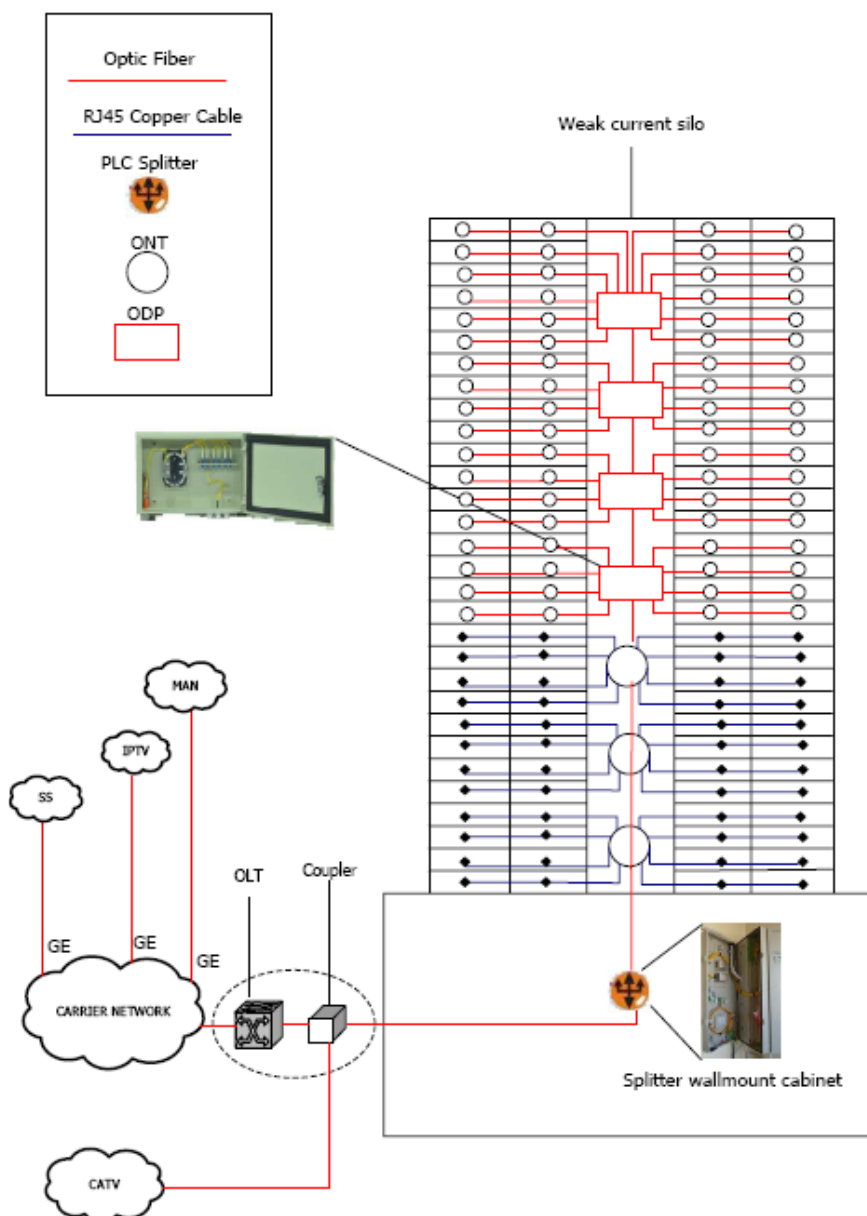 Optic Fiber
RJ45 Copper Cable
PLC Splitter
ONT
ODP
Weak current silo
MAN
IPTV
SS
OLT
Coupler
GE
GE
GE
CARRIER NETWORK
Splitter wallmount cabinet
CATV